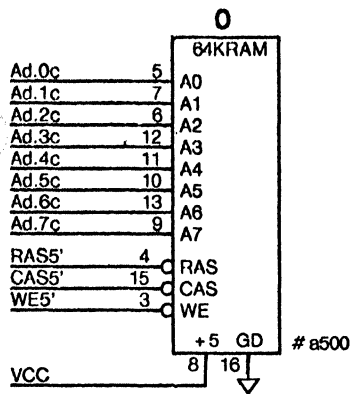 0
64KRAM
Ad.0c 5 A0
Ad.1c 7 A1
Ad.2c 6 A2
Ad.3c 12 A3
Ad.4c 11 A4
Ad.5c 10 A5
Ad.6c 13 A6
Ad.7c 9 A7
RAS5' 4 RAS
CAS5' 15 CAS
WE5' 3 WE
+5 GD # a500
8 16
VCC